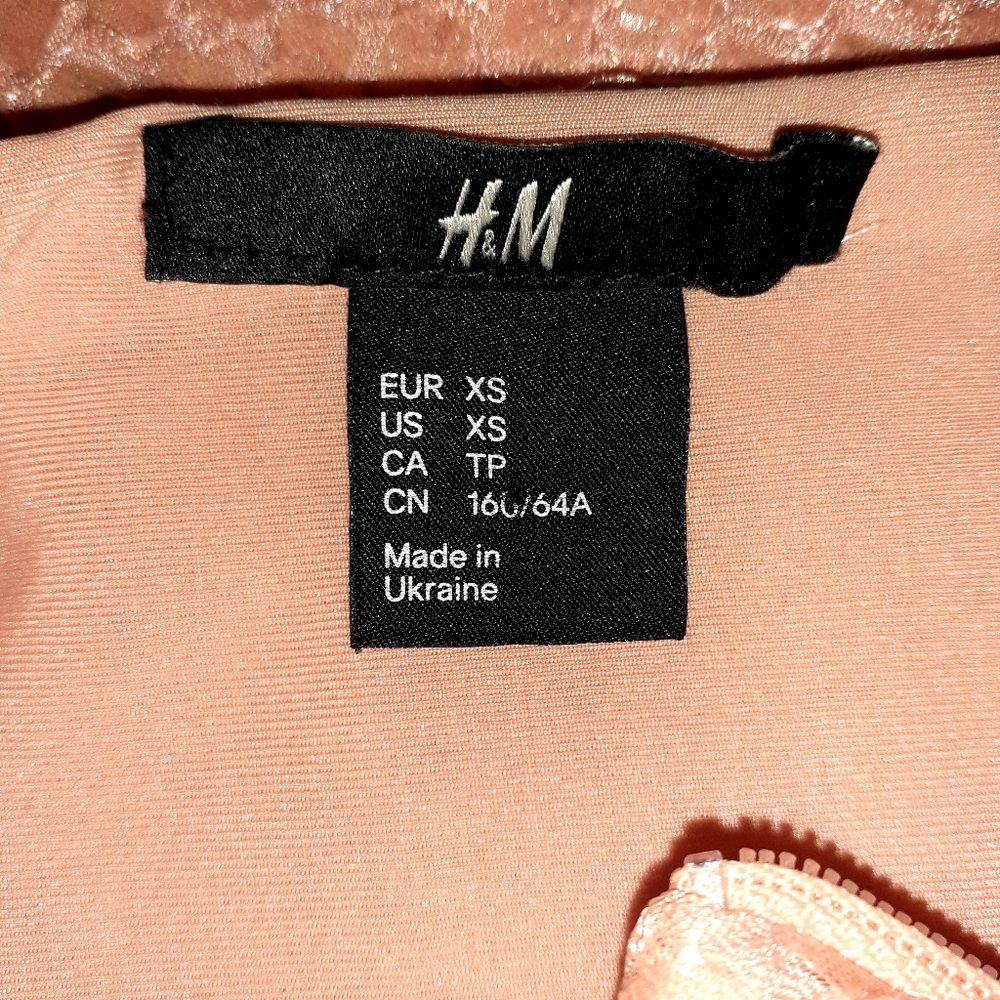 H&M
EUR XS
US XS
CA TP
CN 160/64A
Made in
Ukraine